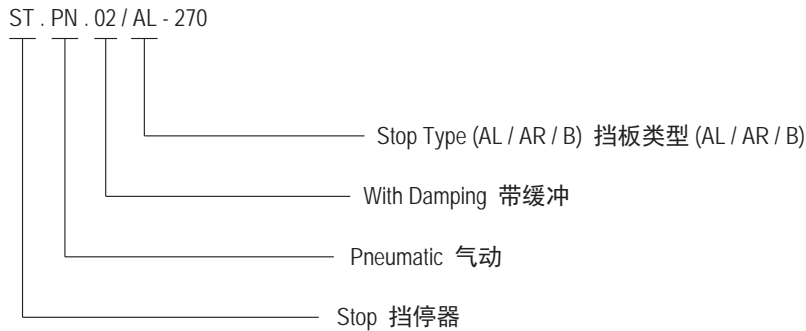 ST . PN . 02 / AL - 270
Stop Type (AL / AR / B) 挡板类型 (AL / AR / B)
With Damping 带缓冲
Pneumatic 气动
Stop 挡停器